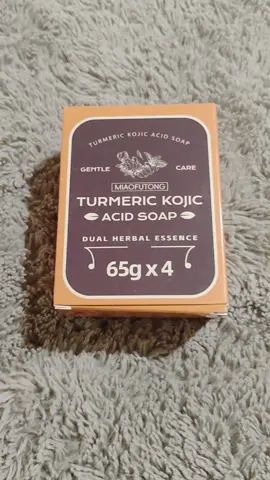 TURMERIC KOJIC ACID SOAP
GENTLE CARE
MIAOFUTONG
TURMERIC KOJIC
ACID SOAP
DUAL HERBAL ESSENCE
65g x 4